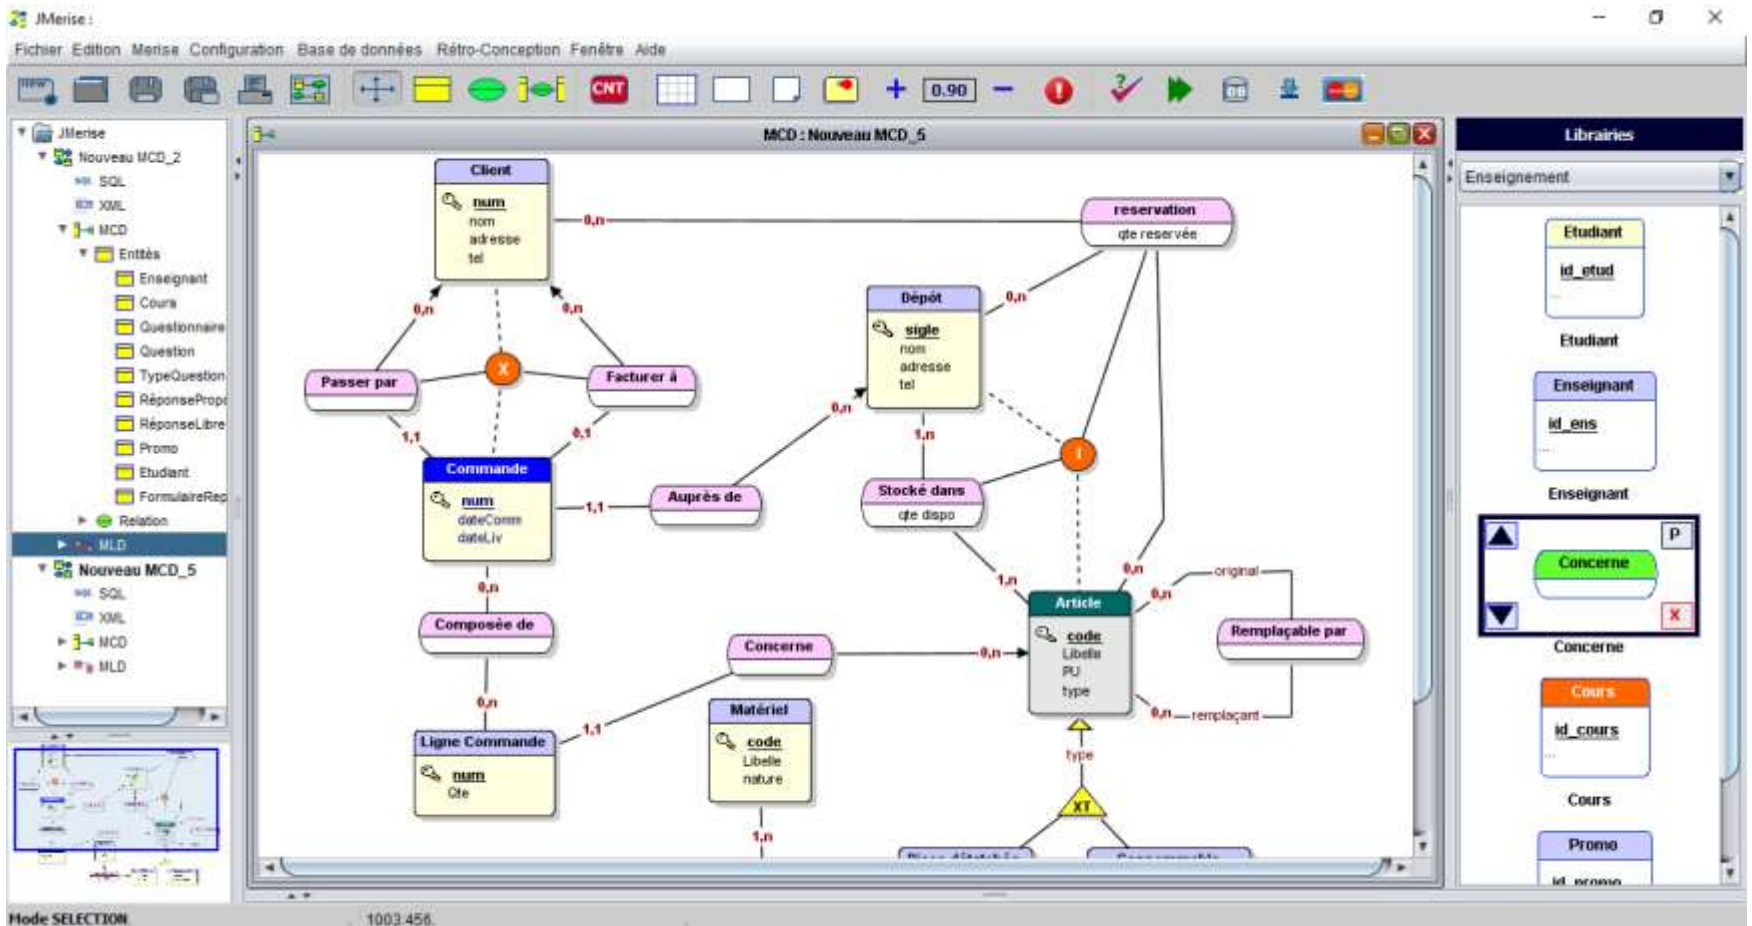 JMerise :
Fichier Edition Merise Configuration Base de données Rétro-Conception Fenêtre Aide
NEW
CNT
0.90
DB
JMerise
Nouveau MCD_2
SQL
XML
MCD
Entités
Enseignant
Cours
Questionnaire
Question
TypeQuestion
RéponsePropo
RéponseLibre
Promo
Etudiant
FormulaireRep
Relation
MLD
Nouveau MCD_5
SQL
XML
MCD
MLD
MCD : Nouveau MCD_5
Client
num
nom
adresse
tel
0,n
reservation
qte reservée
0,n
0,n
0,n
Dépôt
sigle
nom
adresse
tel
Passer par
X
Facturer à
1,1
0,1
0,n
1,n
I
Commande
num
dateComm
dateLiv
1,1
Auprès de
Stocké dans
qte dispo
0,n
1,n
0,n
0,n
original
Composée de
Concerne
0,n
Article
code
Libelle
PU
type
Remplaçable par
0,n
remplaçant
0,n
1,1
Ligne Commande
num
Qte
Matériel
code
Libelle
nature
1,n
type
XT
Librairies
Enseignement
Etudiant
id_etud
...
Etudiant
Enseignant
id_ens
...
Enseignant
P
Concerne
X
Concerne
Cours
id_cours
...
Cours
Promo
id_promo
Mode SELECTION
1003:456